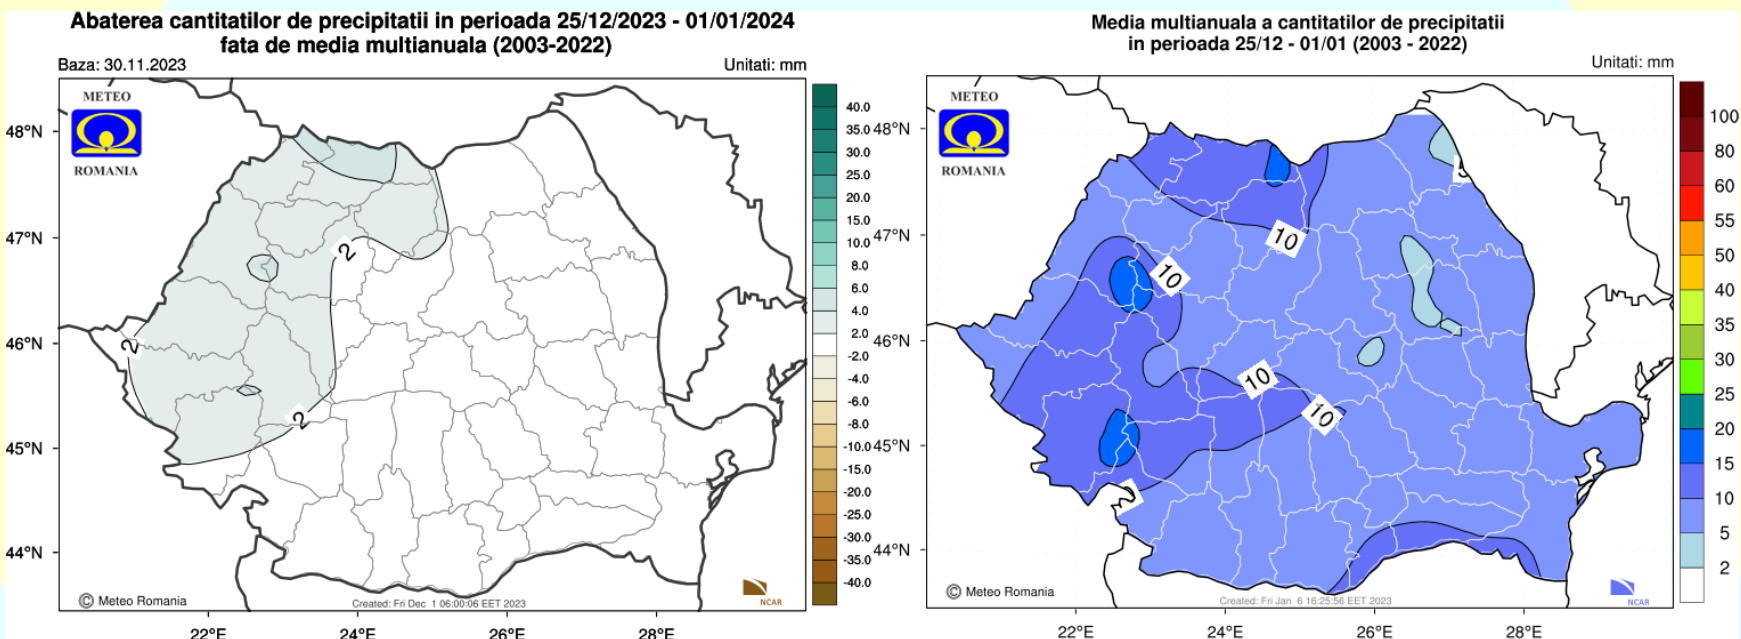 Abaterea cantitatilor de precipitatii in perioada 25/12/2023 - 01/01/2024
fata de media multianuala (2003-2022)
Baza: 30.11.2023
Unitati: mm
METEO
ROMANIA
48°N
47°N
46°N
45°N
44°N
2
2
2
40.0
35.0
30.0
25.0
20.0
15.0
10.0
8.0
6.0
4.0
2.0
-2.0
-4.0
-6.0
-8.0
-10.0
-15.0
-20.0
-25.0
-30.0
-35.0
-40.0
© Meteo Romania
Created: Fri Dec 1 06:00:06 EET 2023
NCAR
22°E
24°E
26°E
28°E
Media multianuala a cantitatilor de precipitatii
in perioada 25/12 - 01/01 (2003 - 2022)
Unitati: mm
METEO
ROMANIA
48°N
47°N
46°N
45°N
44°N
10
10
10
10
100
80
60
55
50
40
35
30
25
20
15
10
5
2
© Meteo Romania
Created: Fri Jan 6 16:25:56 EET 2023
NCAR
22°E
24°E
26°E
28°E